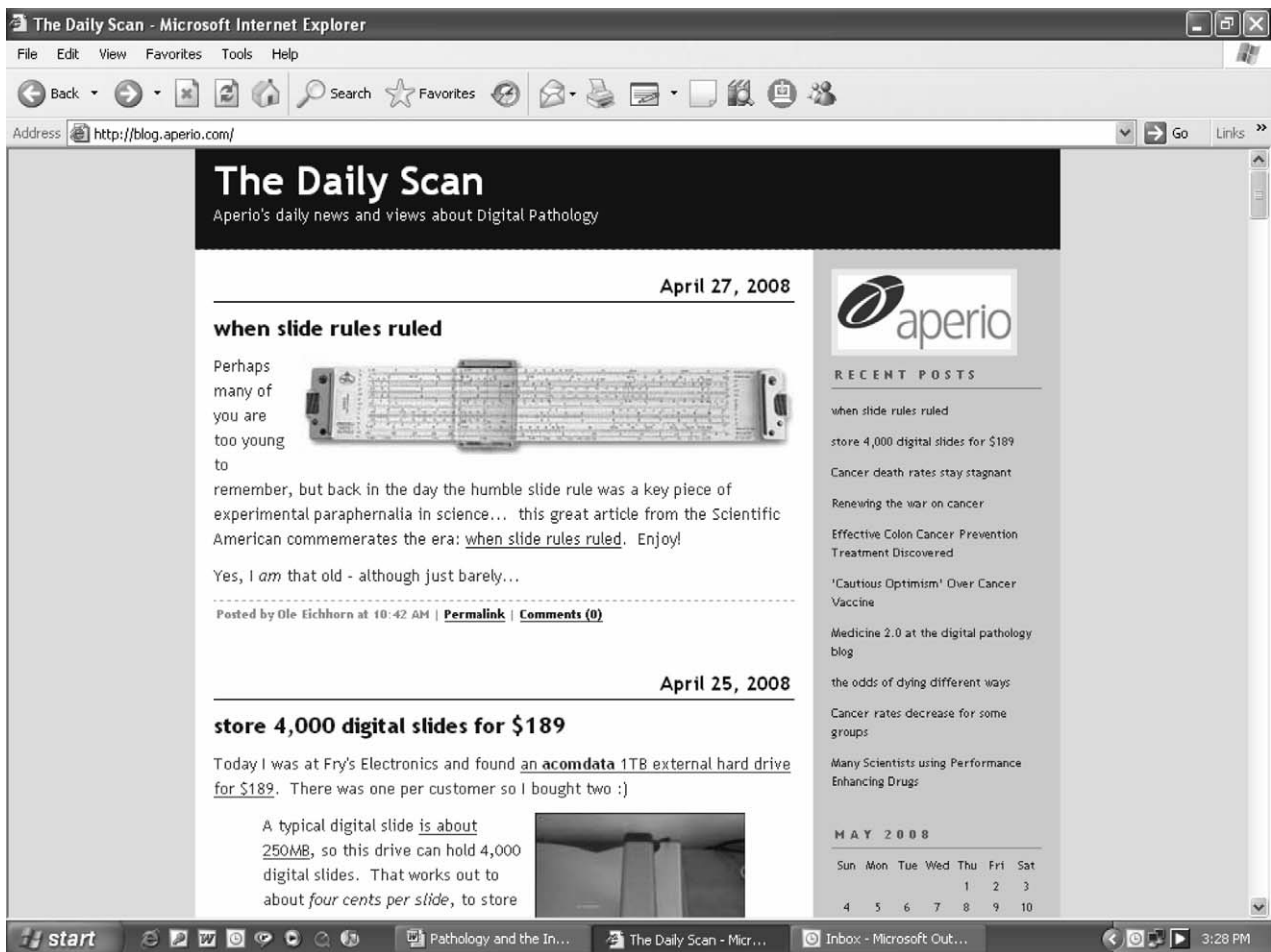 The Daily Scan - Microsoft Internet Explorer
File Edit View Favorites Tools Help
Back Search Favorites
Address http://blog.aperio.com/ Go Links »
The Daily Scan
Aperio's daily news and views about Digital Pathology
April 27, 2008
when slide rules ruled
Perhaps
many of
you are
too young
to
remember, but back in the day the humble slide rule was a key piece of
experimental paraphernalia in science... this great article from the Scientific
American commemerates the era: when slide rules ruled. Enjoy!
Yes, I am that old - although just barely...
Posted by Ole Eichhorn at 10:42 AM | Permalink | Comments (0)
April 25, 2008
store 4,000 digital slides for $189
Today I was at Fry's Electronics and found an acomdata 1TB external hard drive
for $189. There was one per customer so I bought two :)
A typical digital slide is about
250MB, so this drive can hold 4,000
digital slides. That works out to
about four cents per slide, to store
aperio
RECENT POSTS
when slide rules ruled
store 4,000 digital slides for $189
Cancer death rates stay stagnant
Renewing the war on cancer
Effective Colon Cancer Prevention
Treatment Discovered
'Cautious Optimism' Over Cancer
Vaccine
Medicine 2.0 at the digital pathology
blog
the odds of dying different ways
Cancer rates decrease for some
groups
Many Scientists using Performance
Enhancing Drugs
MAY 2008
Sun Mon Tue Wed Thu Fri Sat
1 2 3
4 5 6 7 8 9 10
start Pathology and the In... The Daily Scan - Micr... Inbox - Microsoft Out... 3:28 PM